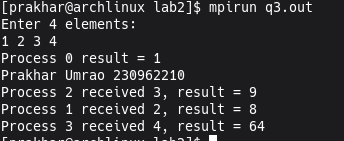 [prakhar@archlinux lab2]$ mpirun q3.out
Enter 4 elements:
1 2 3 4
Process 0 result = 1
Prakhar Umrao 230962210
Process 2 received 3, result = 9
Process 1 received 2, result = 8
Process 3 received 4, result = 64
[prakhar@archlinux lab2]$